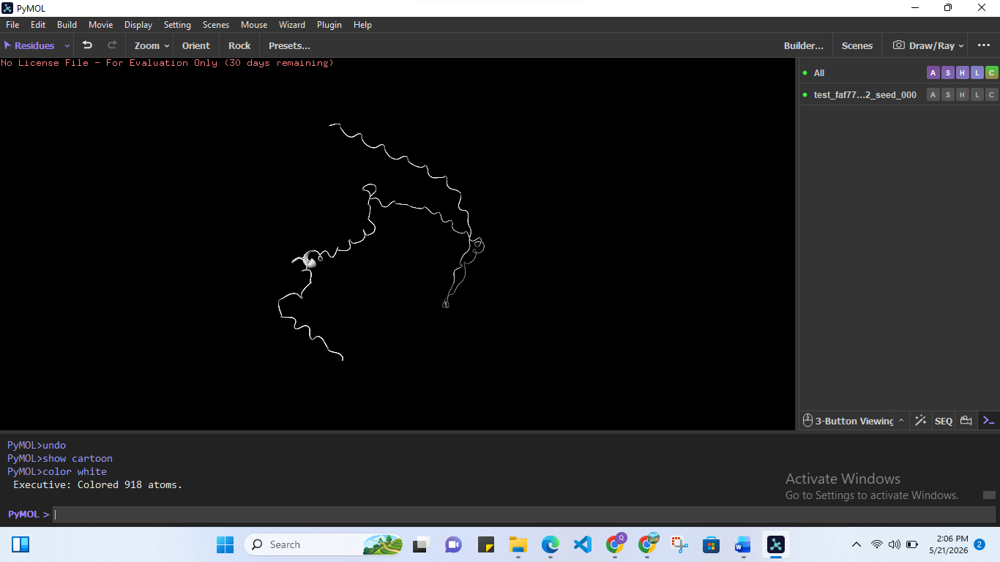 PyMOL
File Edit Build Movie Display Setting Scenes Mouse Wizard Plugin Help
Residues Zoom Orient Rock Presets... Builder... Scenes Draw/Ray
No License File - For Evaluation Only (30 days remaining)
All A S H L C
test_faf77...2_seed_000 A S H L C
3-Button Viewing SEQ
PyMOL>undo
PyMOL>show cartoon
PyMOL>color white
Executive: Colored 918 atoms.
Activate Windows
Go to Settings to activate Windows.
PyMOL >
Search
Q
2:06 PM
5/21/2026
2